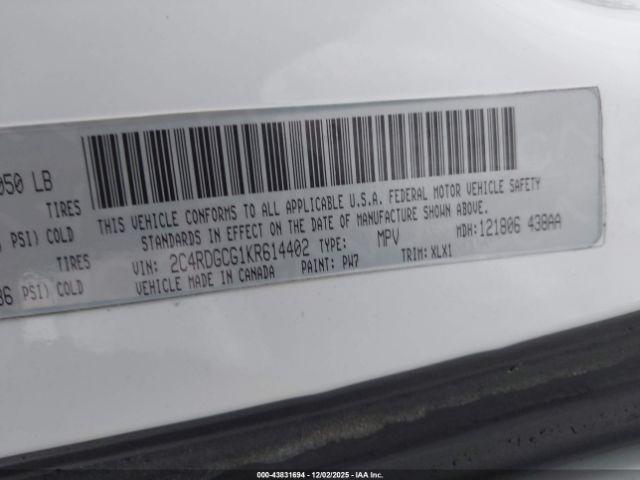 050 LB
TIRES
PSI) COLD
TIRES
36 PSI) COLD
THIS VEHICLE CONFORMS TO ALL APPLICABLE U.S.A. FEDERAL MOTOR VEHICLE SAFETY
STANDARDS IN EFFECT ON THE DATE OF MANUFACTURE SHOWN ABOVE.
VIN: 2C4RDGCG1KR614402 TYPE: MPV MDH:121806 438AA
VEHICLE MADE IN CANADA PAINT: PW7 TRIM: XLX1
00-43831694 - 12/02/2025 - IAA Inc.